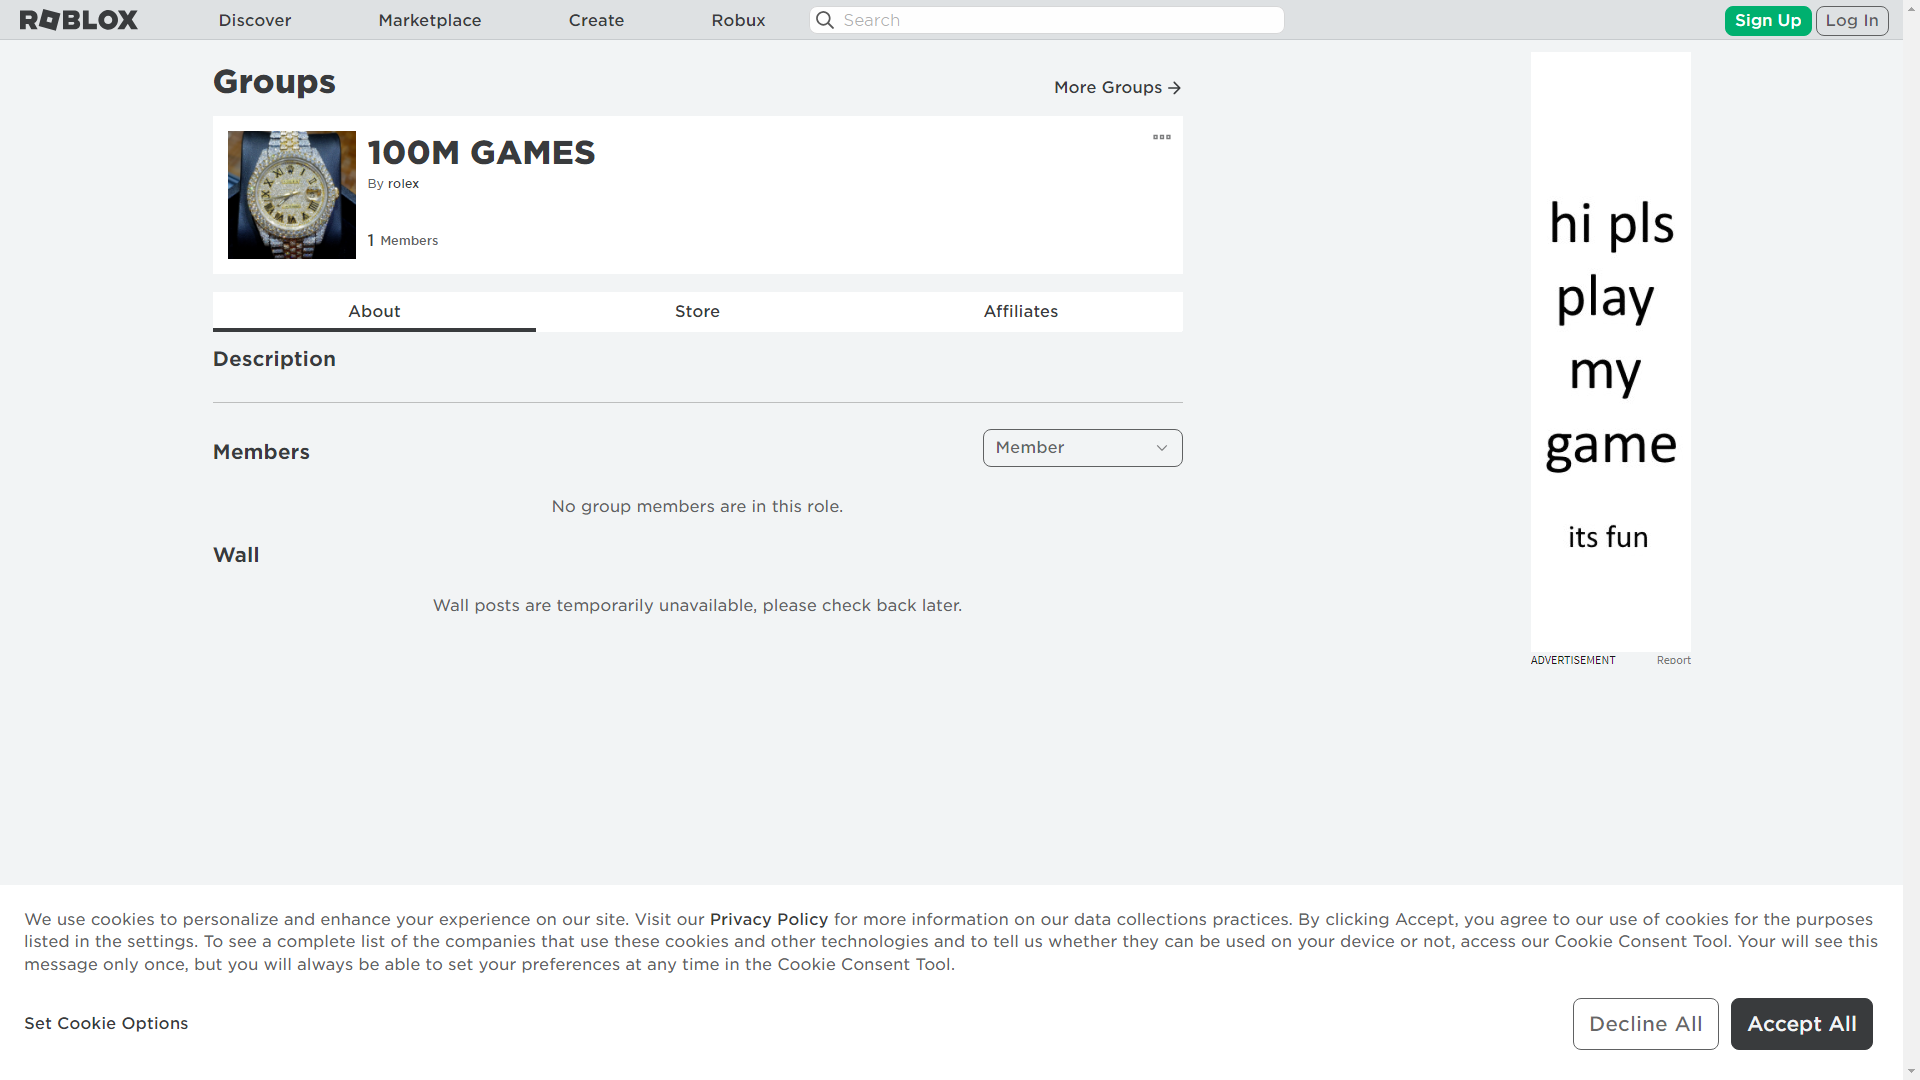 ROBLOX
Discover
Marketplace
Create
Robux
Search
Sign Up
Log In
Groups
More Groups
100M GAMES
By rolex
1 Members
About
Store
Affiliates
Description
Members
Member
No group members are in this role.
Wall
Wall posts are temporarily unavailable, please check back later.
hi pls
play
my
game
its fun
ADVERTISEMENT
Report
We use cookies to personalize and enhance your experience on our site. Visit our Privacy Policy for more information on our data collections practices. By clicking Accept, you agree to our use of cookies for the purposes
listed in the settings. To see a complete list of the companies that use these cookies and other technologies and to tell us whether they can be used on your device or not, access our Cookie Consent Tool. Your will see this
message only once, but you will always be able to set your preferences at any time in the Cookie Consent Tool.
Set Cookie Options
Decline All
Accept All